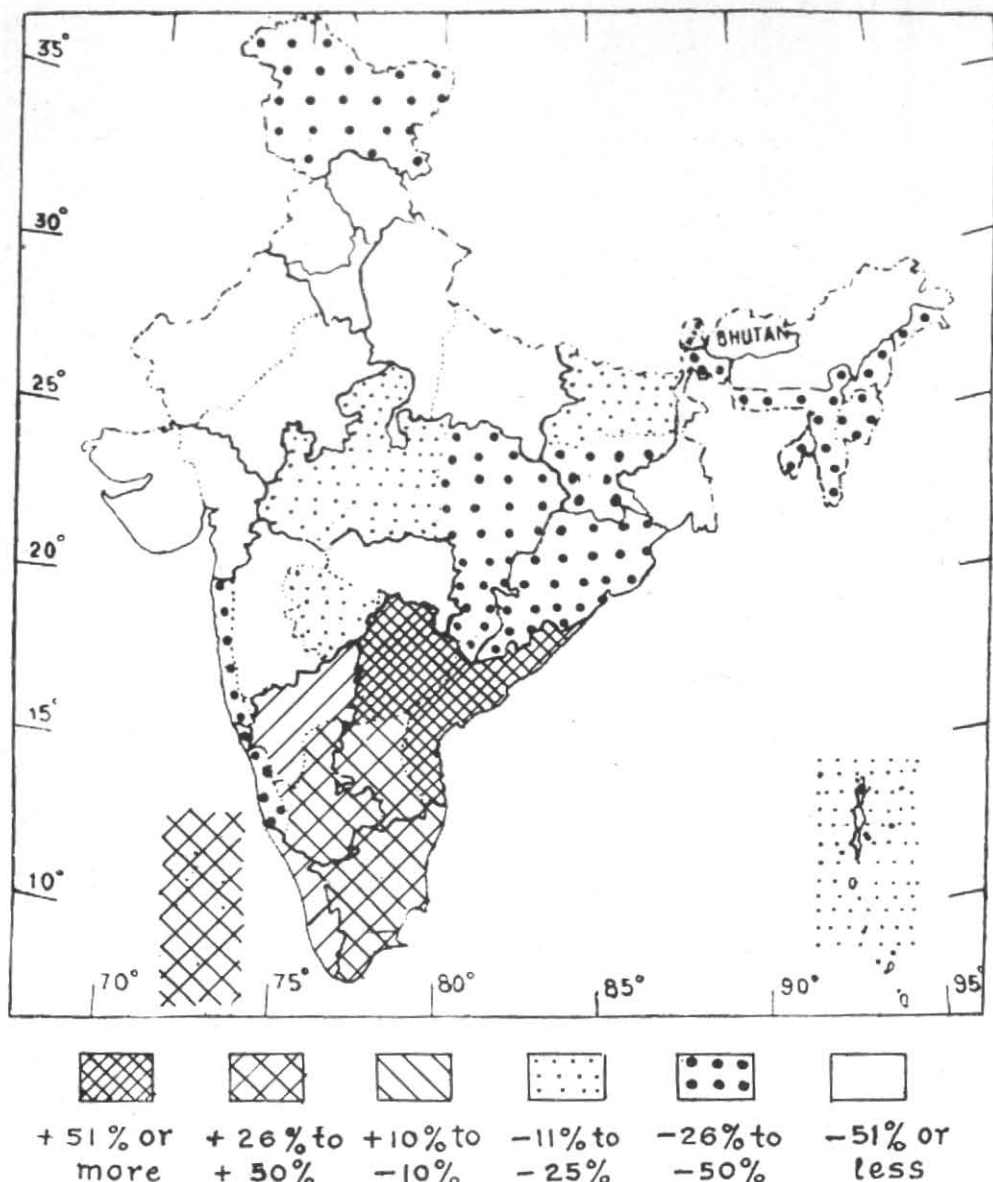 35°
30°
BHUTAN
25°
20°
15°
10°
70° 75° 80° 85° 90° 95°
+51% or more
+26% to +50%
+10% to -10%
-11% to -25%
-26% to -50%
-51% or less